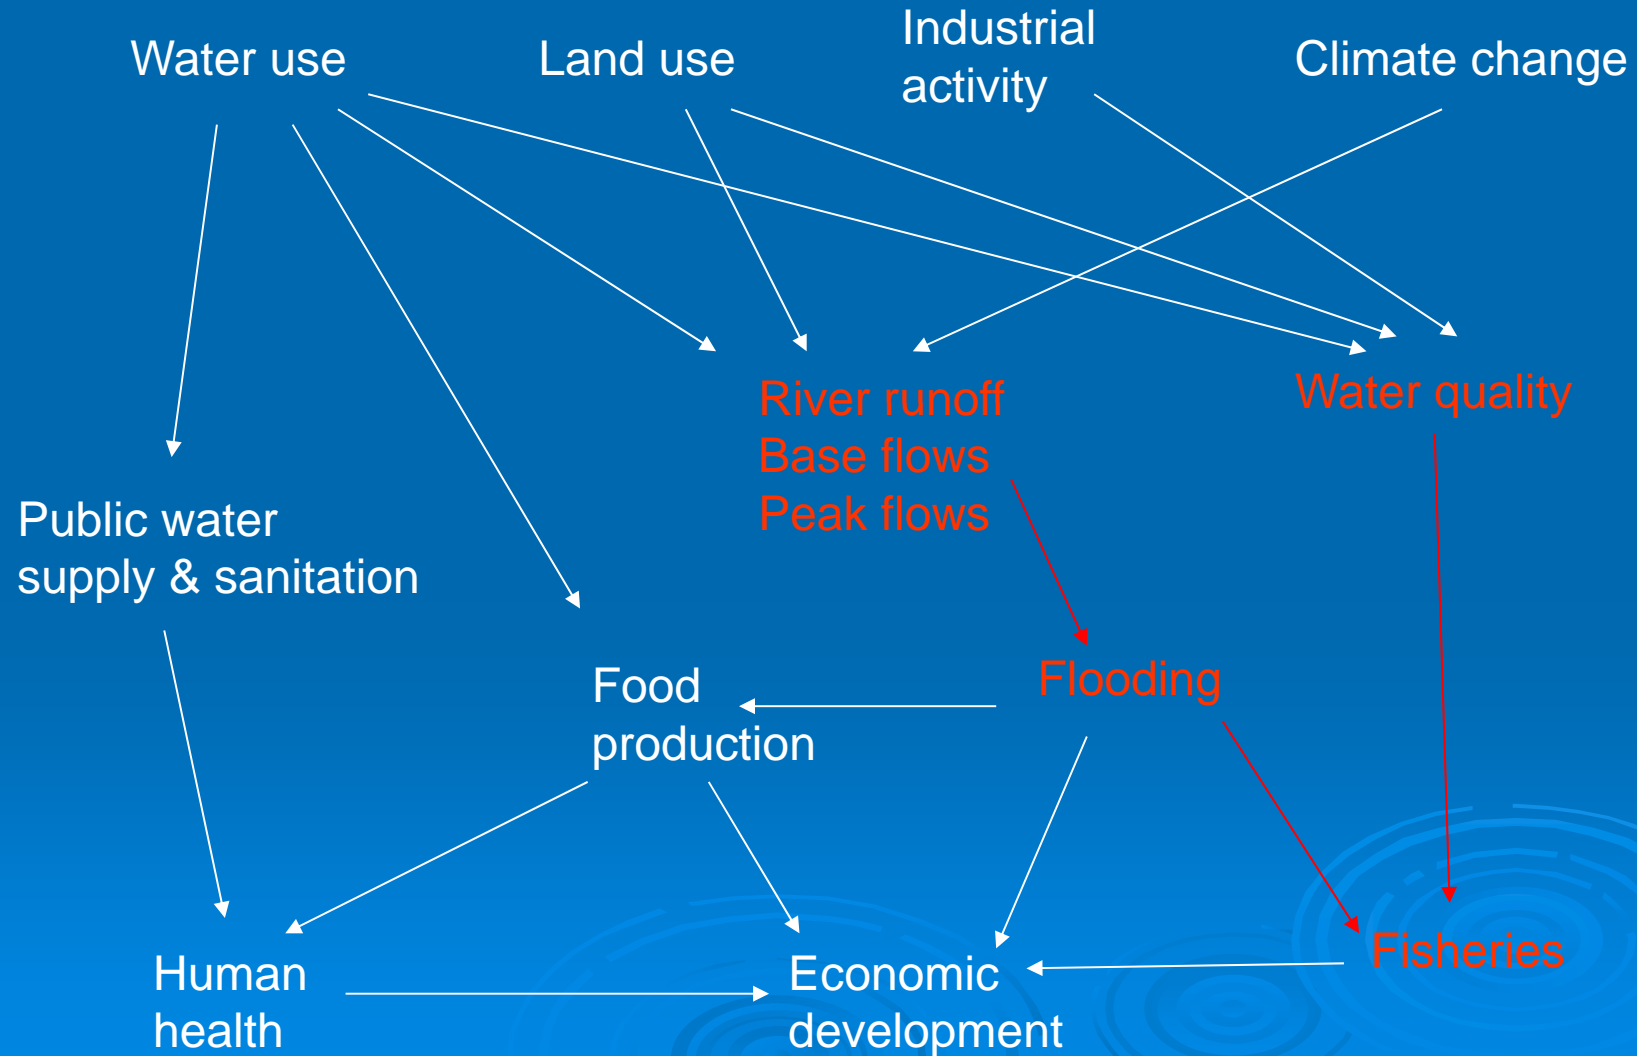 Water use
Land use
Industrial
activity
Climate change
River runoff
Base flows
Peak flows
Water quality
Public water
supply & sanitation
Food
production
Flooding
Human
health
Economic
development
Fisheries